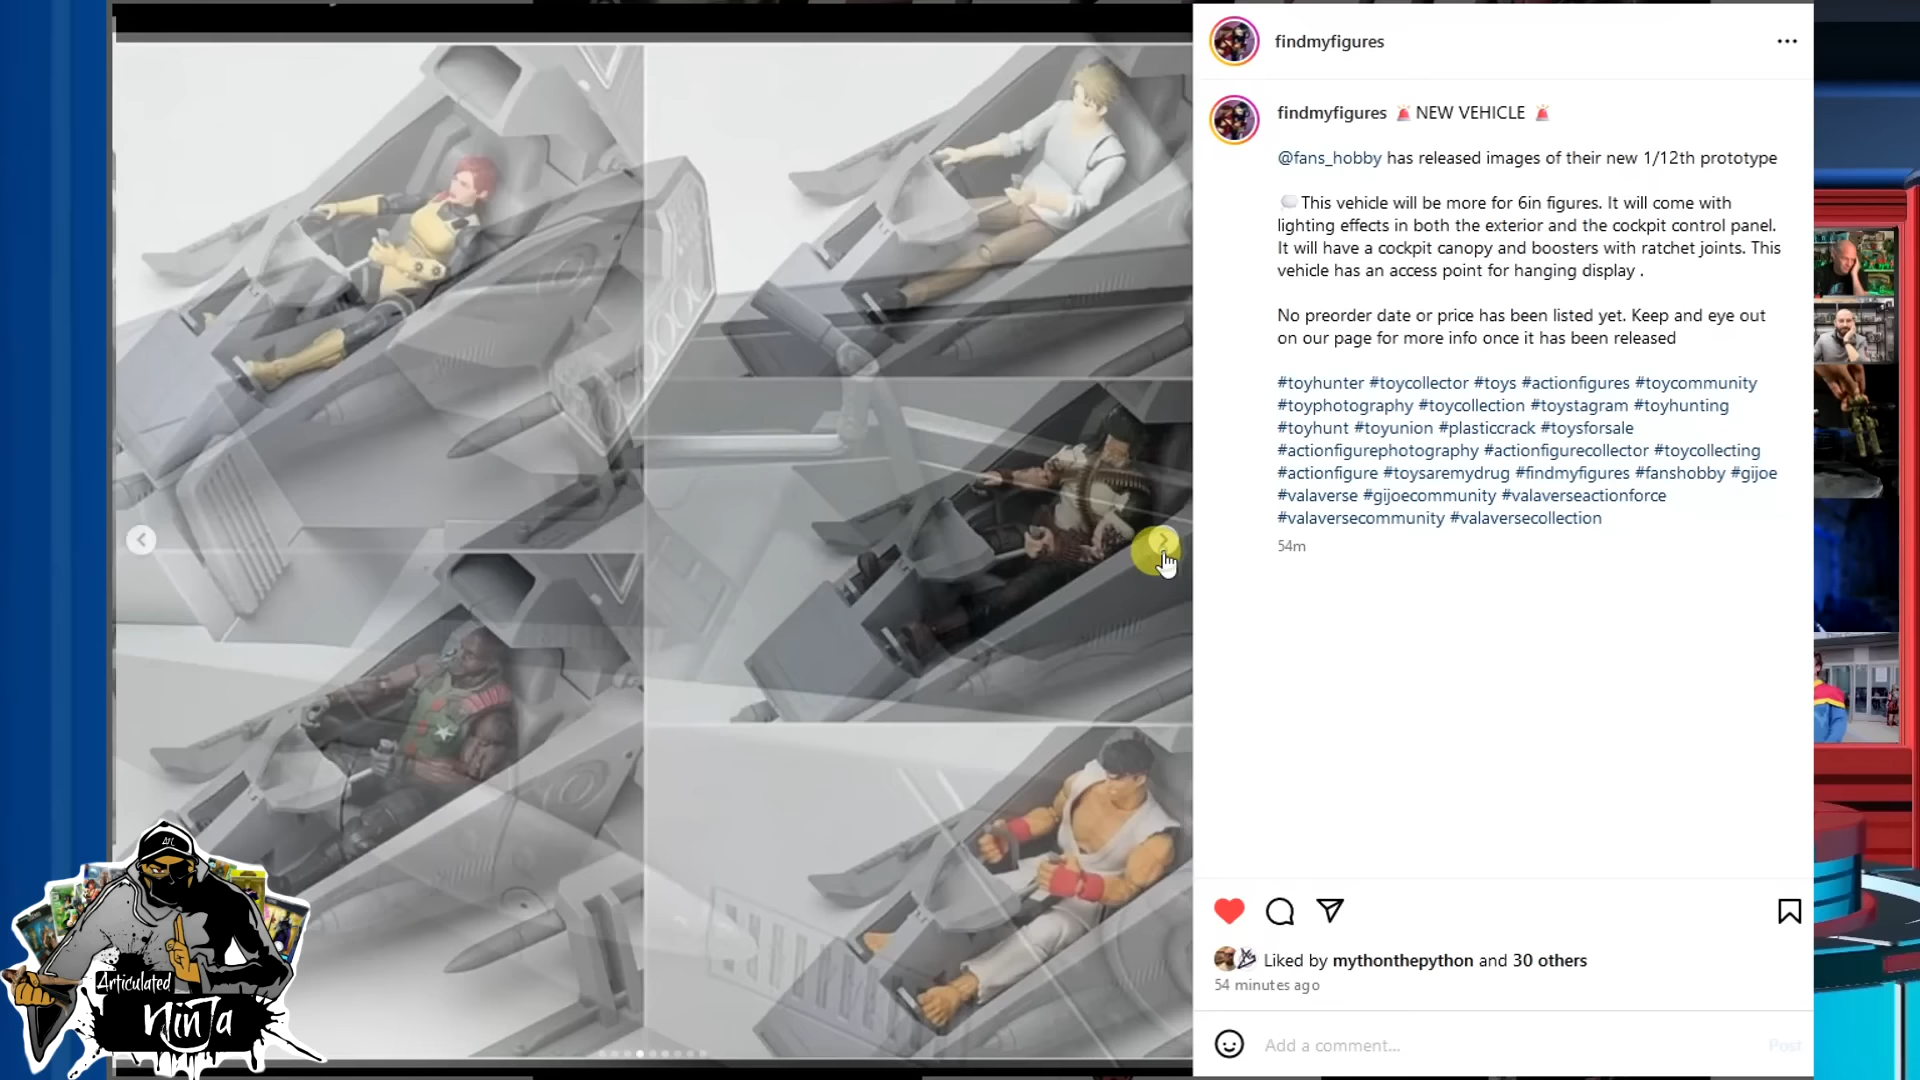 findmyfigures
findmyfigures 🚨 NEW VEHICLE 🚨
@fans_hobby has released images of their new 1/12th prototype
💭This vehicle will be more for 6in figures. It will come with
lighting effects in both the exterior and the cockpit control panel.
It will have a cockpit canopy and boosters with ratchet joints. This
vehicle has an access point for hanging display .
No preorder date or price has been listed yet. Keep and eye out
on our page for more info once it has been released
#toyhunter #toycollector #toys #actionfigures #toycommunity
#toyphotography #toycollection #toystagram #toyhunting
#toyhunt #toyunion #plasticcrack #toysforsale
#actionfigurephotography #actionfigurecollector #toycollecting
#actionfigure #toysaremydrug #findmyfigures #fanshobby #gijoe
#valaverse #gijoecommunity #valaverseactionforce
#valaversecommunity #valaversecollection
54m
Liked by mythonthepython and 30 others
54 minutes ago
Add a comment...
Post
Articulated
NinJa